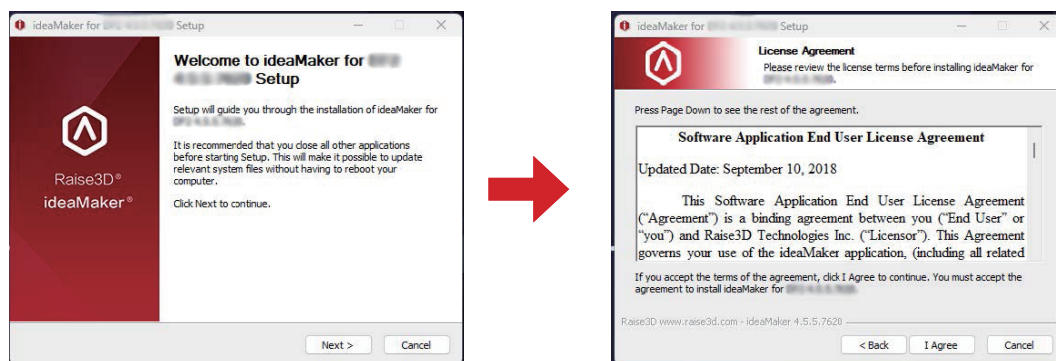 ideaMaker for Setup
Welcome to ideaMaker for
Setup
Setup will guide you through the installation of ideaMaker for
It is recommended that you close all other applications
before starting Setup. This will make it possible to update
relevant system files without having to reboot your
computer.
Click Next to continue.
Raise3D®
ideaMaker®
Next >
Cancel
ideaMaker for Setup
License Agreement
Please review the license terms before installing ideaMaker for
Press Page Down to see the rest of the agreement.
Software Application End User License Agreement
Updated Date: September 10, 2018
This Software Application End User License Agreement
("Agreement") is a binding agreement between you ("End User" or
"you") and Raise3D Technologies Inc. ("Licensor"). This Agreement
governs your use of the ideaMaker application, (including all related
If you accept the terms of the agreement, click I Agree to continue. You must accept the
agreement to install ideaMaker for
Raise3D www.raise3d.com - ideaMaker 4.5.5.7620
< Back
I Agree
Cancel